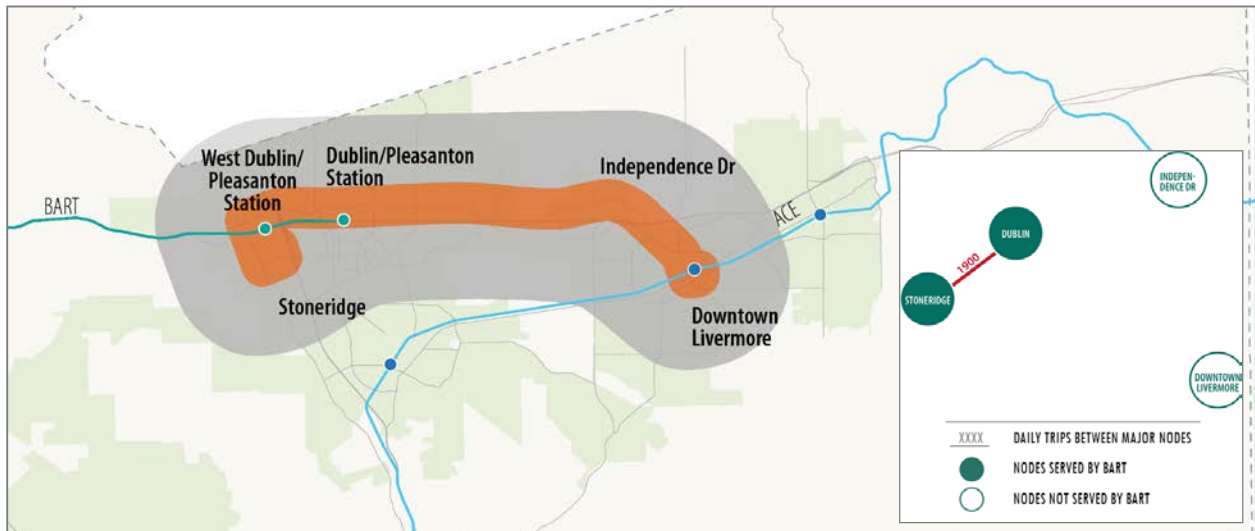 West Dublin/
Pleasanton
Station
Dublin/Pleasanton
Station
Independence Dr
BART
ACE
Stoneridge
Downtown
Livermore
INDEPEN-
DENCE DR
DUBLIN
1900
STONERIDGE
DOWNTOWN
LIVERMORE
XXXX DAILY TRIPS BETWEEN MAJOR NODES
NODES SERVED BY BART
NODES NOT SERVED BY BART